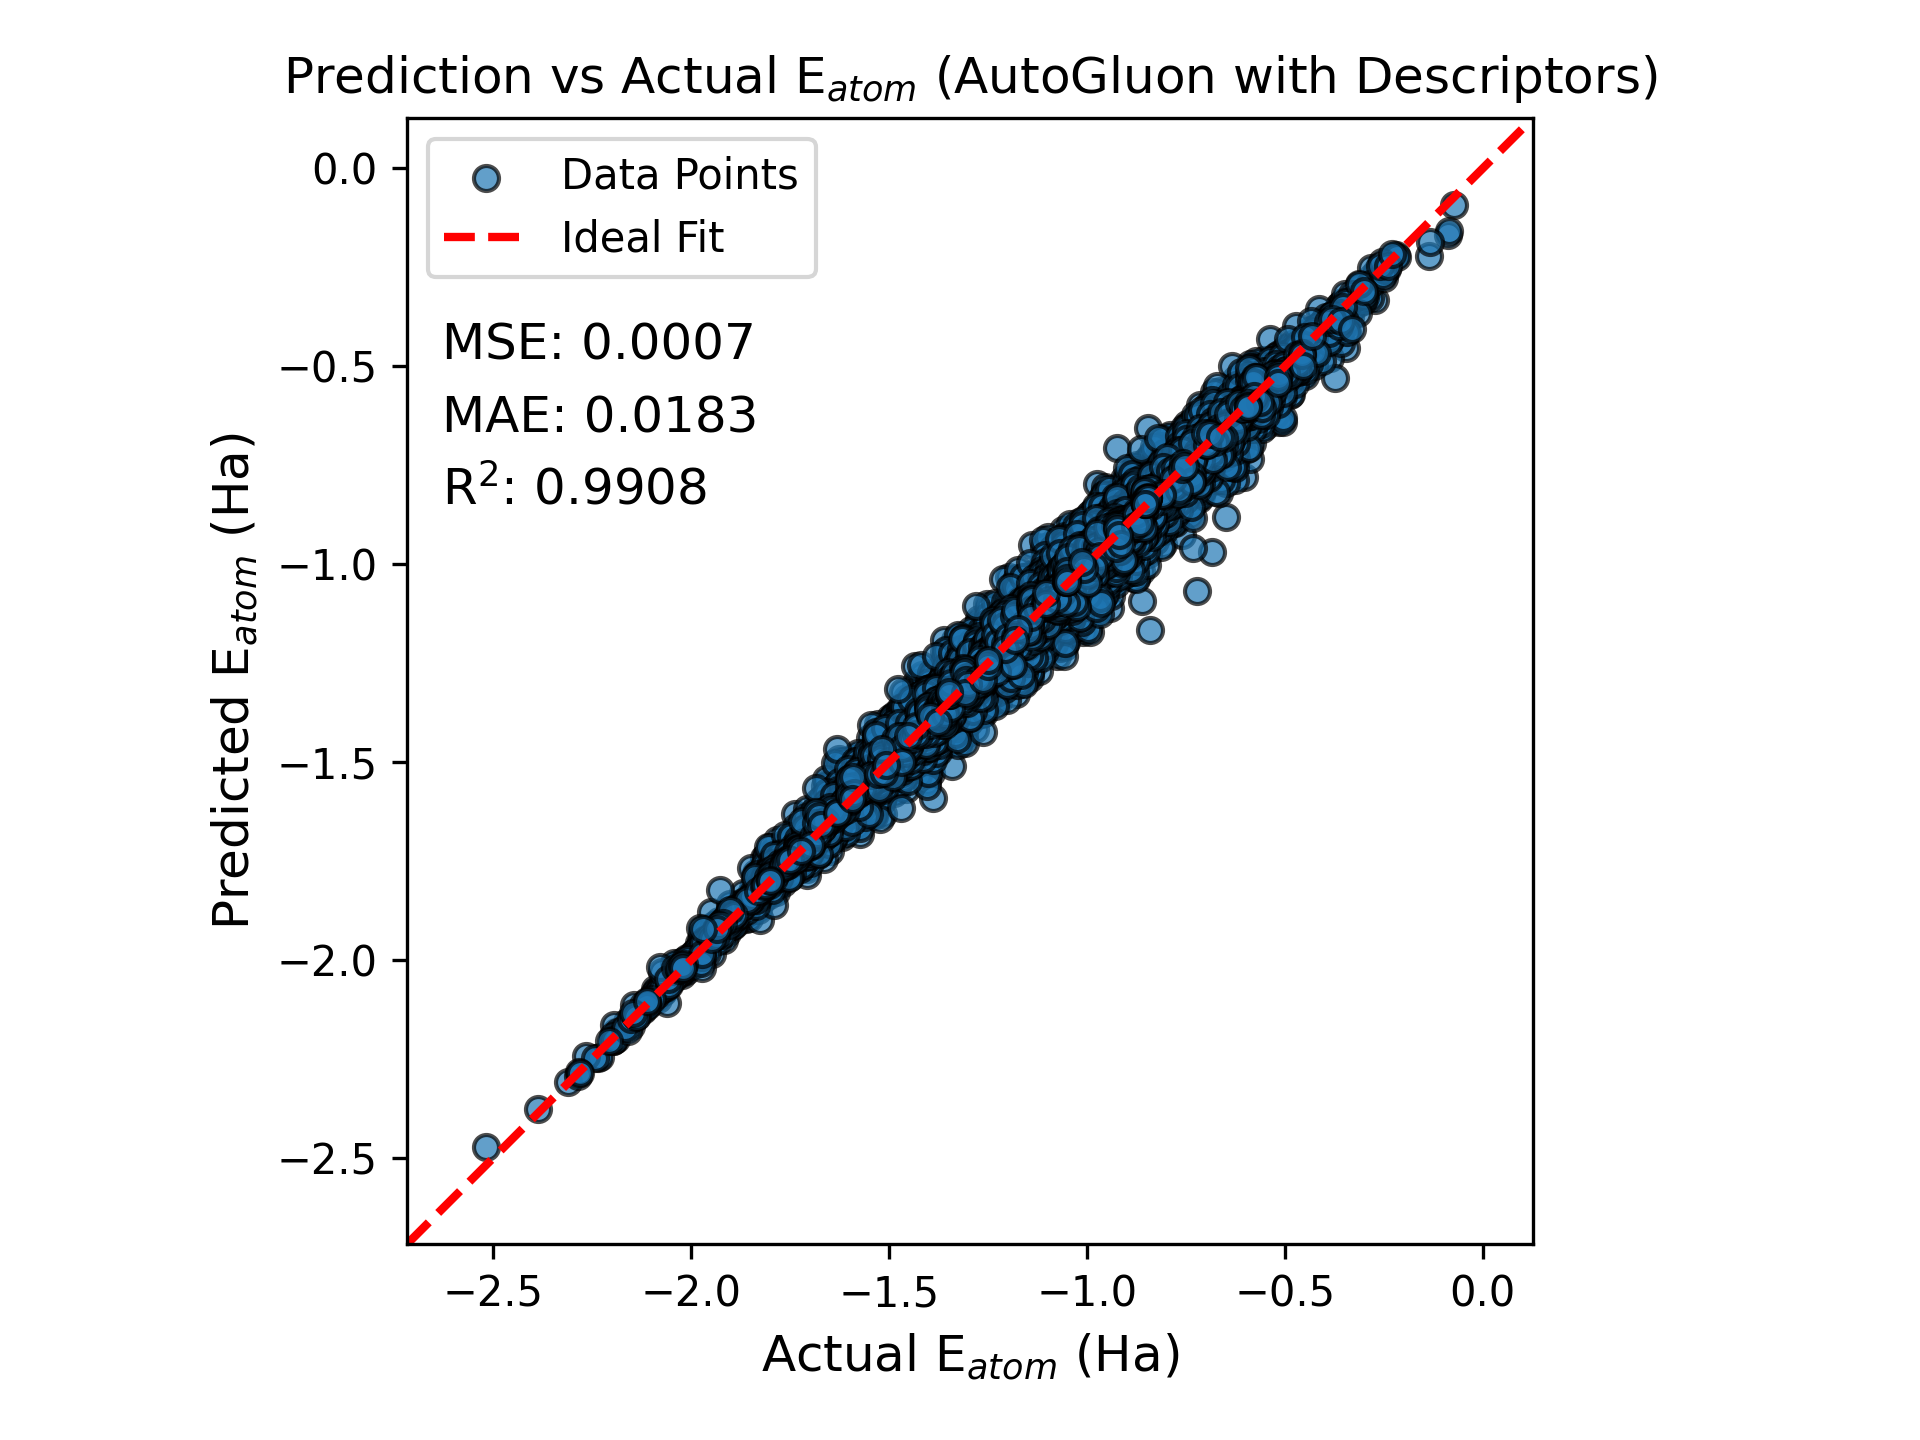 Prediction vs Actual E_atom (AutoGluon with Descriptors)
Data Points
Ideal Fit
MSE: 0.0007
MAE: 0.0183
R²: 0.9908
Predicted E_atom (Ha)
0.0
−0.5
−1.0
−1.5
−2.0
−2.5
−2.5 −2.0 −1.5 −1.0 −0.5 0.0
Actual E_atom (Ha)